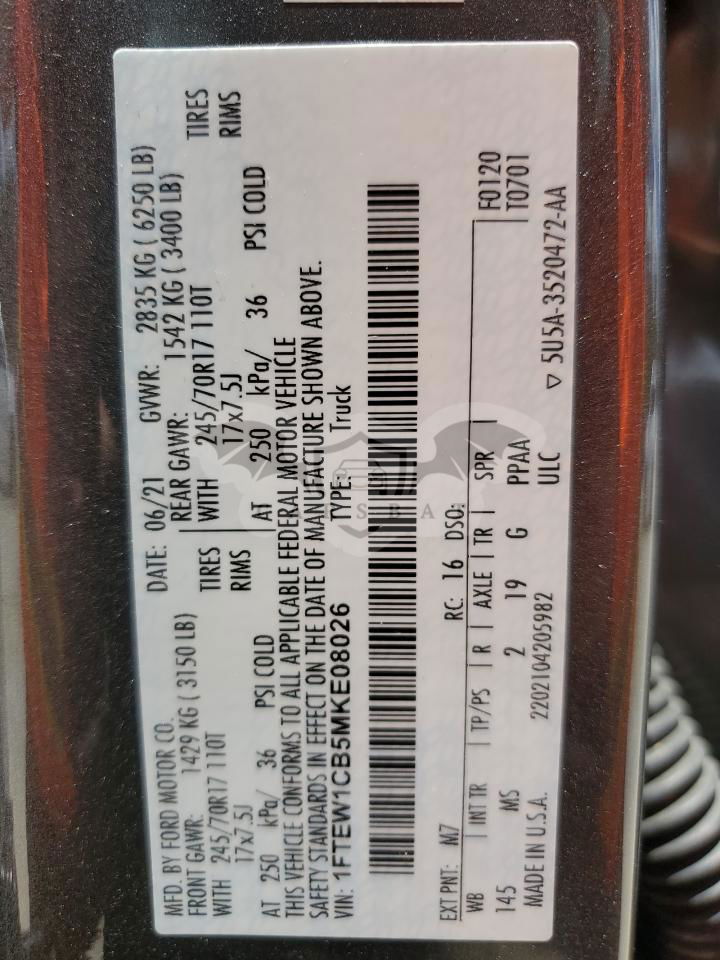 MFD. BY FORD MOTOR CO.
DATE: 06/21 GVWR: 2835 KG ( 6250 LB)
FRONT GAWR: 1429 KG ( 3150 LB) REAR GAWR: 1542 KG ( 3400 LB)
WITH 245/70R17 110T TIRES WITH 245/70R17 110T TIRES
17x7.5J RIMS 17x7.5J RIMS
AT 250 kPa/ 36 PSI COLD AT 250 kPa/ 36 PSI COLD
THIS VEHICLE CONFORMS TO ALL APPLICABLE FEDERAL MOTOR VEHICLE
SAFETY STANDARDS IN EFFECT ON THE DATE OF MANUFACTURE SHOWN ABOVE.
VIN: 1FTEW1CB5MKE08026 TYPE: Truck
EXT PNT: M7 RC: 16 DSO: F0120
WB INT TR TP/PS R AXLE TR SPR T0701
145 MS 2 19 G PPAA
MADE IN U.S.A. 2202104205982 ULC ▽ 5U5A-3520472-AA